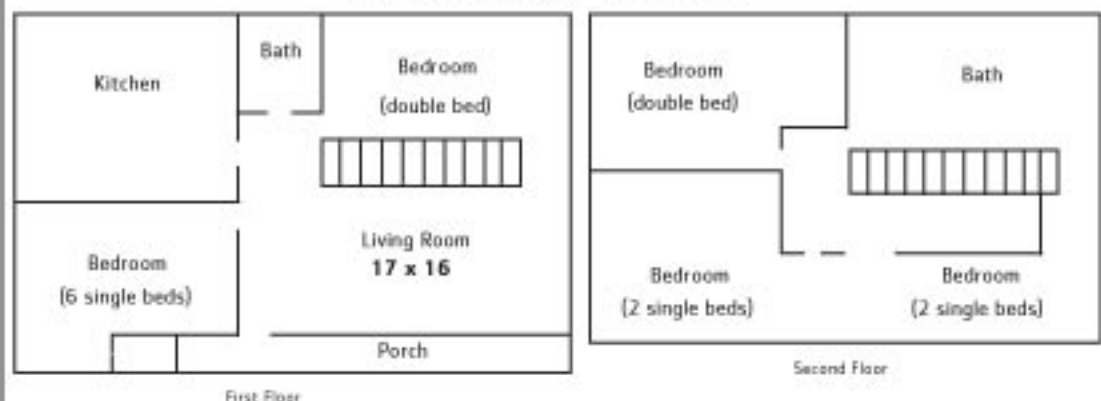 Kitchen
Bath
Bedroom
(double bed)
Living Room
17 x 16
Bedroom
(6 single beds)
Porch
First Floor
Bedroom
(double bed)
Bath
Bedroom
(2 single beds)
Bedroom
(2 single beds)
Second Floor